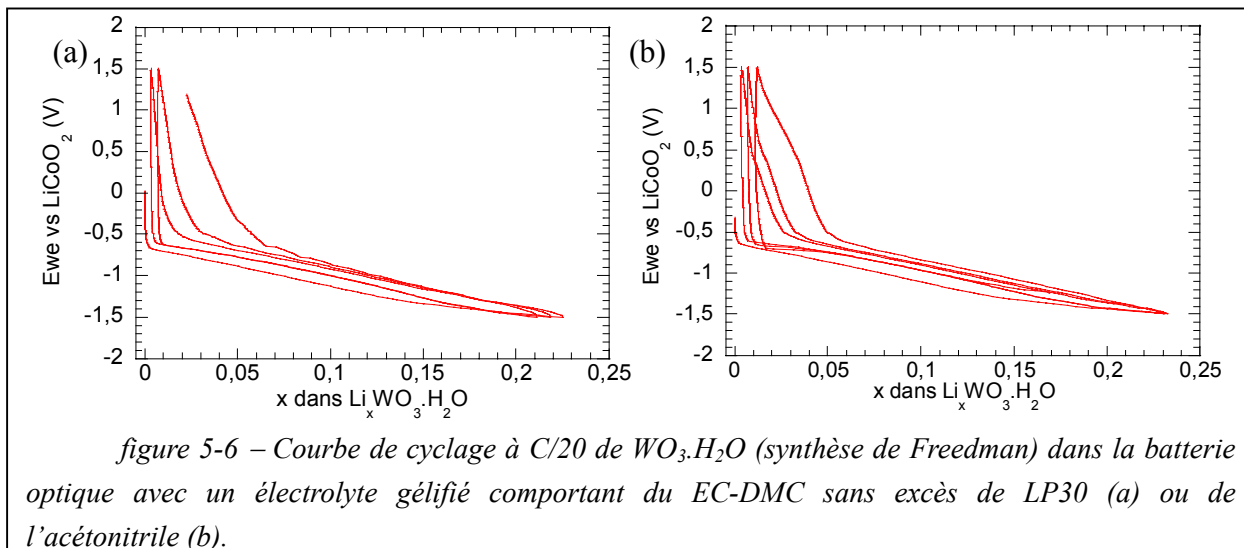 (a)
2
1,5
1
0,5
0
-0,5
-1
-1,5
-2
Ewe vs LiCoO₂ (V)
0 0,05 0,1 0,15 0,2 0,25
x dans LiₓWO₃.H₂O
(b)
2
1,5
1
0,5
0
-0,5
-1
-1,5
-2
Ewe vs LiCoO₂ (V)
0 0,05 0,1 0,15 0,2 0,25
x dans LiₓWO₃.H₂O
figure 5-6 – Courbe de cyclage à C/20 de WO₃.H₂O (synthèse de Freedman) dans la batterie
optique avec un électrolyte gélifié comportant du EC-DMC sans excès de LP30 (a) ou de
l’acétonitrile (b).